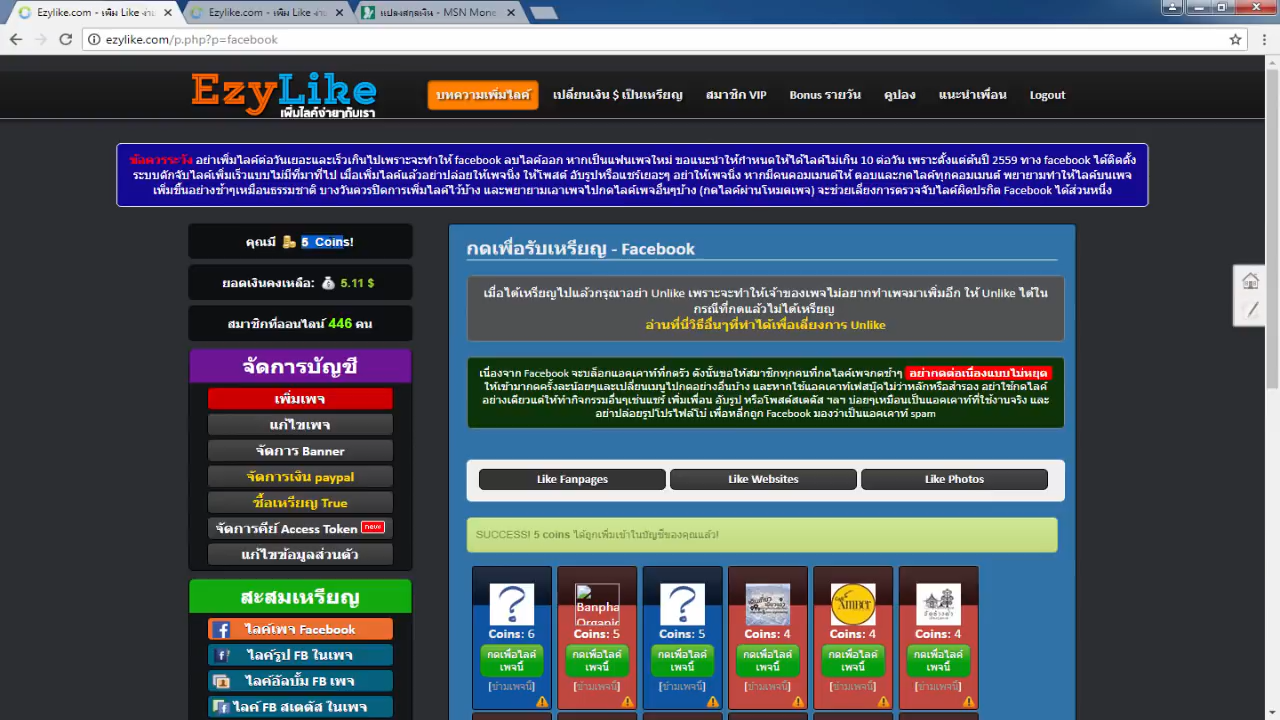 Ezylike.com - เพิ่ม Like ง่าย
Ezylike.com - เพิ่ม Like ง่าย
แปลงสกุลเงิน - MSN Mone
ezylike.com/p.php?p=facebook
EzyLike
เพิ่มไลค์ง่ายๆกับเรา
บทความเพิ่มไลค์ เปลี่ยนเงิน $ เป็นเหรียญ สมาชิก VIP Bonus รายวัน คูปอง แนะนำเพื่อน Logout
ข้อควรระวัง อย่าเพิ่มไลค์ต่อวันเยอะและเร็วเกินไปเพราะจะทำให้ facebook ลบไลค์ออก หากเป็นแฟนเพจใหม่ ขอแนะนำให้กำหนดให้ได้ไลค์ไม่เกิน 10 ต่อวัน เพราะตั้งแต่ต้นปี 2559 ทาง facebook ได้ติดตั้ง
ระบบดักจับไลค์เพิ่มเร็วแบบไม่มีที่มาที่ไป เมื่อเพิ่มไลค์แล้วอย่าปล่อยให้เพจนิ่ง ให้โพสต์ อับรูปหรือแชร์เยอะๆ อย่าให้เพจนิ่ง หากมีคนคอมเมนต์ให้ ตอบและกดไลค์ทุกคอมเมนต์ พยายามทำให้ไลค์บนเพจ
เพิ่มขึ้นอย่างช้าๆเหมือนธรรมชาติ บางวันควรปิดการเพิ่มไลค์ไว้บ้าง และพยายามเอาเพจไปกดไลค์เพจอื่นๆบ้าง (กดไลค์ผ่านโหมดเพจ) จะช่วยเลี่ยงการตรวจจับไลค์ผิดปรกติ Facebook ได้ส่วนหนึ่ง
คุณมี 5 Coins!
ยอดเงินคงเหลือ: 5.11 $
สมาชิกที่ออนไลน์ 446 คน
จัดการบัญชี
เพิ่มเพจ
แก้ไขเพจ
จัดการ Banner
จัดการเงิน paypal
ซื้อเหรียญ True
จัดการคีย์ Access Token new
แก้ไขข้อมูลส่วนตัว
สะสมเหรียญ
ไลค์เพจ Facebook
ไลค์รูป FB ในเพจ
ไลค์อัลบั้ม FB เพจ
ไลค์ FB สเตตัส ในเพจ
กดเพื่อรับเหรียญ - Facebook
เมื่อได้เหรียญไปแล้วกรุณาอย่า Unlike เพราะจะทำให้เจ้าของเพจไม่อยากทำเพจมาเพิ่มอีก ให้ Unlike ได้ใน
กรณีที่กดแล้วไม่ได้เหรียญ
อ่านที่นี่วิธีอื่นๆที่ทำได้เพื่อเลี่ยงการ Unlike
เนื่องจาก Facebook จะบล็อกแอคเคาท์ที่กดรัว ดังนั้นขอให้สมาชิกทุกคนที่กดไลค์เพจกดช้าๆ อย่ากดต่อเนื่องแบบไม่หยุด
ให้เข้ามากดครั้งละน้อยๆและเปลี่ยนเมนูไปกดอย่างอื่นบ้าง และหากใช้แอคเคาท์เฟสบุ๊คไม่ว่าหลักหรือสำรอง อย่าใช้กดไลค์
อย่างเดียวแต่ให้ทำกิจกรรมอื่นๆเช่นแชร์ เพิ่มเพื่อน อับรูป หรือโพสต์สเตตัส ฯลฯ บ่อยๆเหมือนเป็นแอคเคาท์ที่ใช้งานจริง และ
อย่าปล่อยรูปโปรไฟล์โบ๋ เพื่อหลีกถูก Facebook มองว่าเป็นแอคเคาท์ spam
Like Fanpages Like Websites Like Photos
SUCCESS! 5 coins ได้ถูกเพิ่มเข้าในบัญชีของคุณแล้ว!
Banpha
Organic
AMBER
Coins: 6 Coins: 5 Coins: 5 Coins: 4 Coins: 4 Coins: 4
กดเพื่อไลค์ กดเพื่อไลค์ กดเพื่อไลค์ กดเพื่อไลค์ กดเพื่อไลค์ กดเพื่อไลค์
เพจนี้ เพจนี้ เพจนี้ เพจนี้ เพจนี้ เพจนี้
[ข้ามเพจนี้] [ข้ามเพจนี้] [ข้ามเพจนี้] [ข้ามเพจนี้] [ข้ามเพจนี้] [ข้ามเพจนี้]